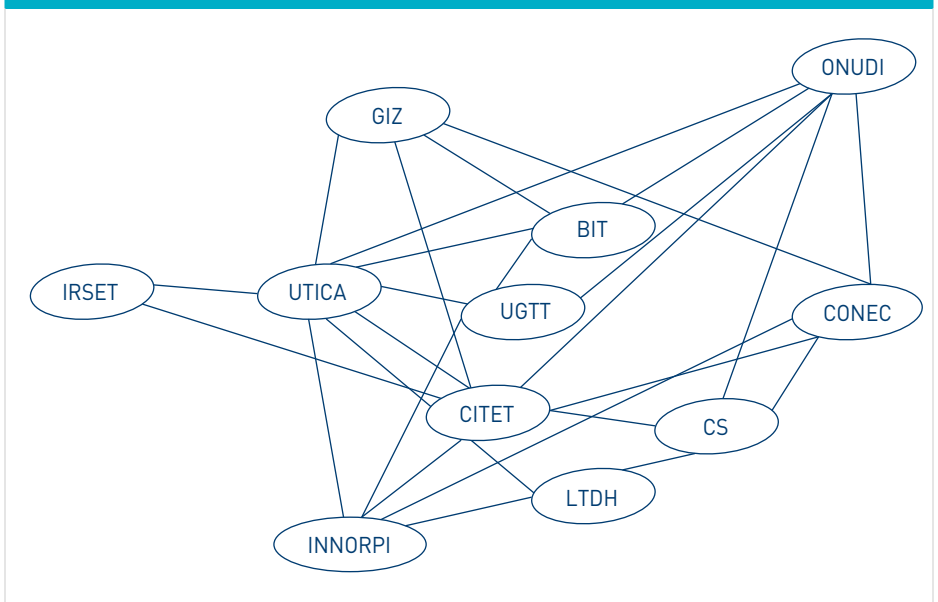 ONUDI
GIZ
BIT
IRSET
UTICA
UGTT
CONEC
CITET
CS
LTDH
INNORPI